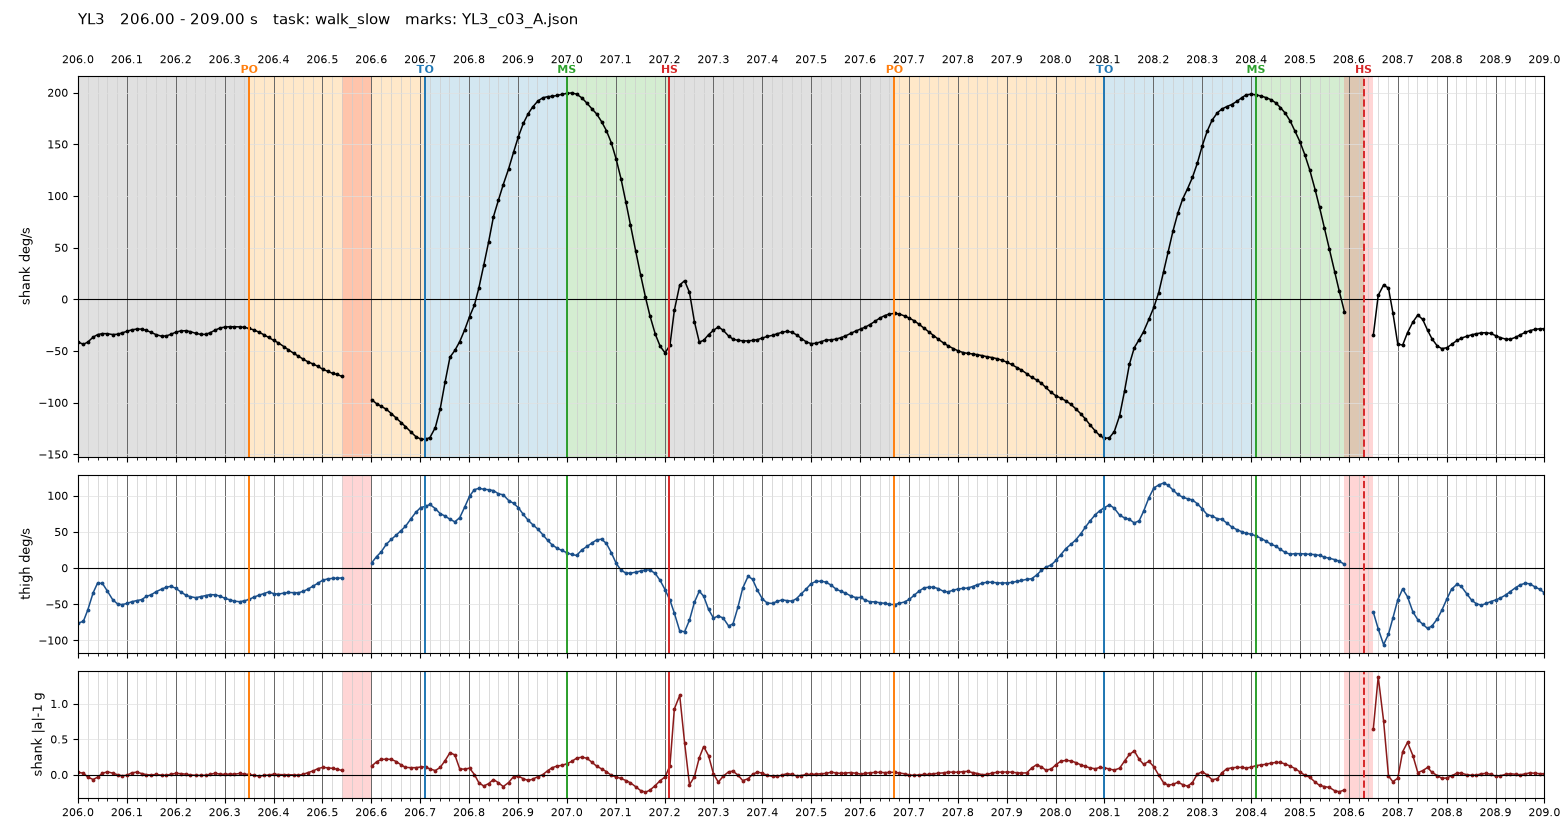 YL3   206.00 - 209.00 s   task: walk_slow   marks: YL3_c03_A.json
206.0 206.1 206.2 206.3 206.4 206.5 206.6 206.7 206.8 206.9 207.0 207.1 207.2 207.3 207.4 207.5 207.6 207.7 207.8 207.9 208.0 208.1 208.2 208.3 208.4 208.5 208.6 208.7 208.8 208.9 209.0
PO TO MS HS PO TO MS HS
shank deg/s
200
150
100
50
0
−50
−100
−150
thigh deg/s
100
50
0
−50
−100
shank |a|-1 g
1.0
0.5
0.0
206.0 206.1 206.2 206.3 206.4 206.5 206.6 206.7 206.8 206.9 207.0 207.1 207.2 207.3 207.4 207.5 207.6 207.7 207.8 207.9 208.0 208.1 208.2 208.3 208.4 208.5 208.6 208.7 208.8 208.9 209.0